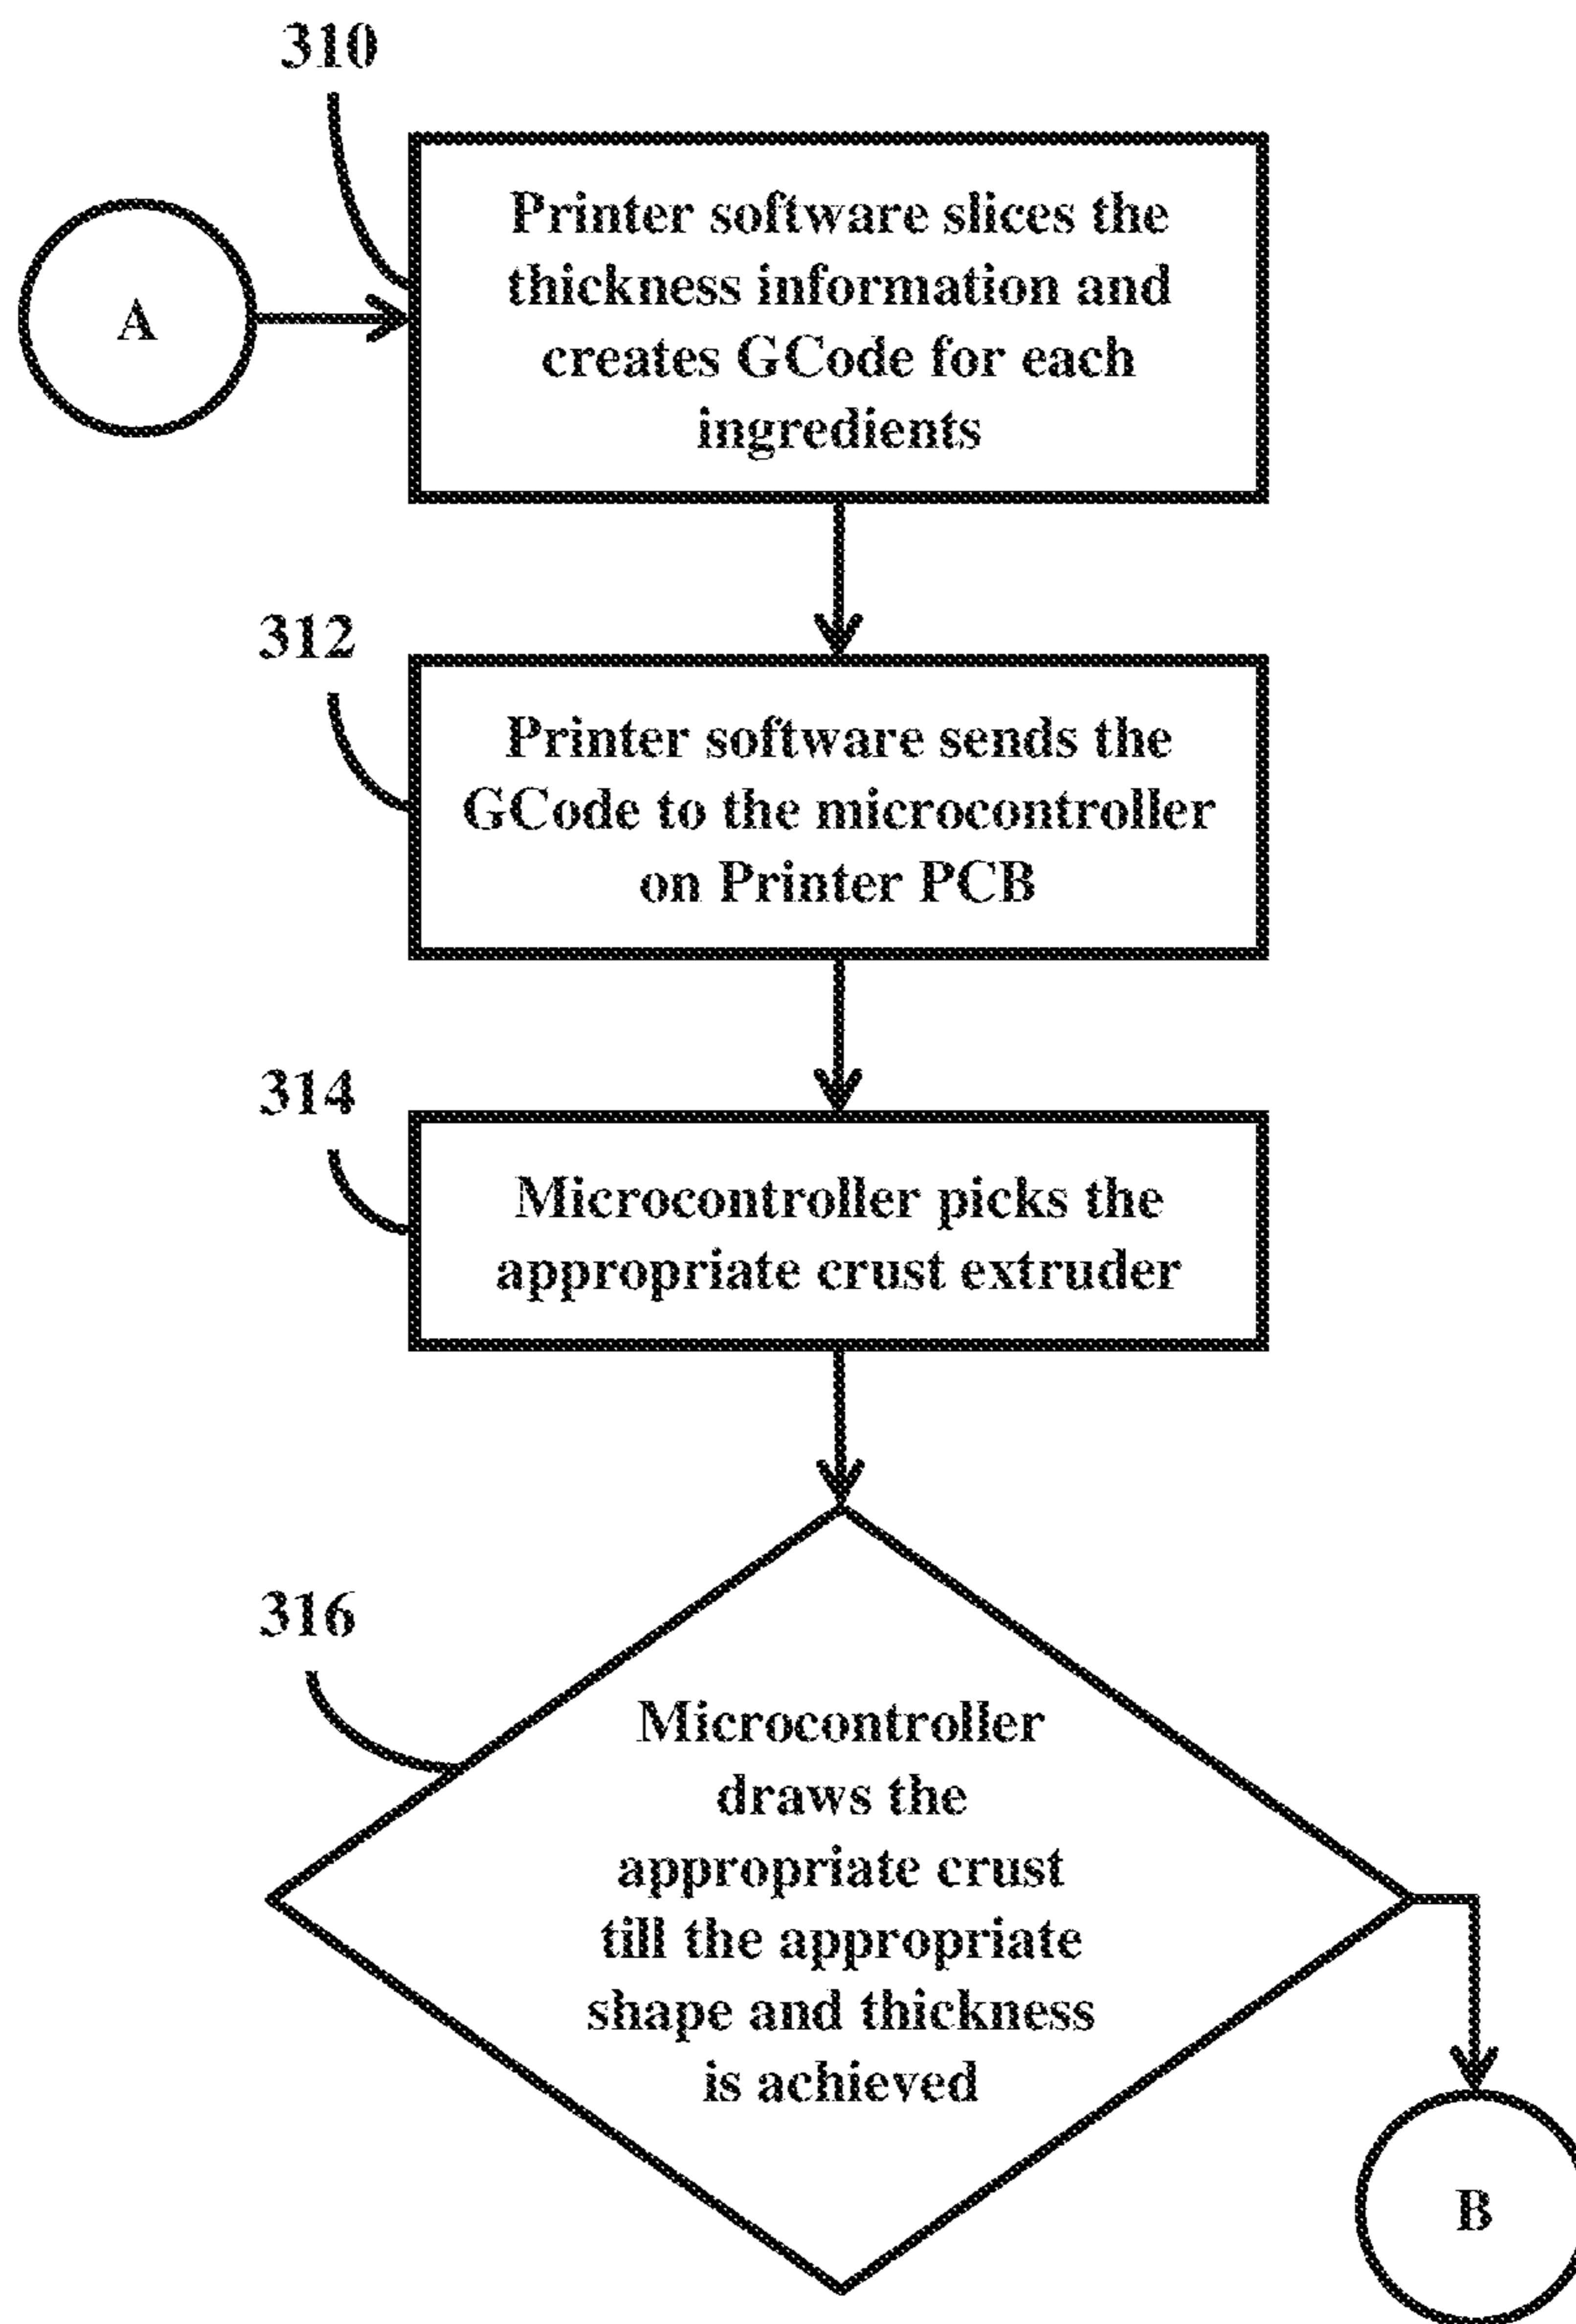 310
A
Printer software slices the
thickness information and
creates GCode for each
ingredients
312
Printer software sends the
GCode to the microcontroller
on Printer PCB
314
Microcontroller picks the
appropriate crust extruder
316
Microcontroller
draws the
appropriate crust
till the appropriate
shape and thickness
is achieved
B